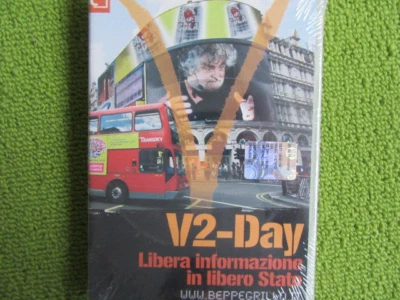 V2-Day
Libera informazione
in libero Stato